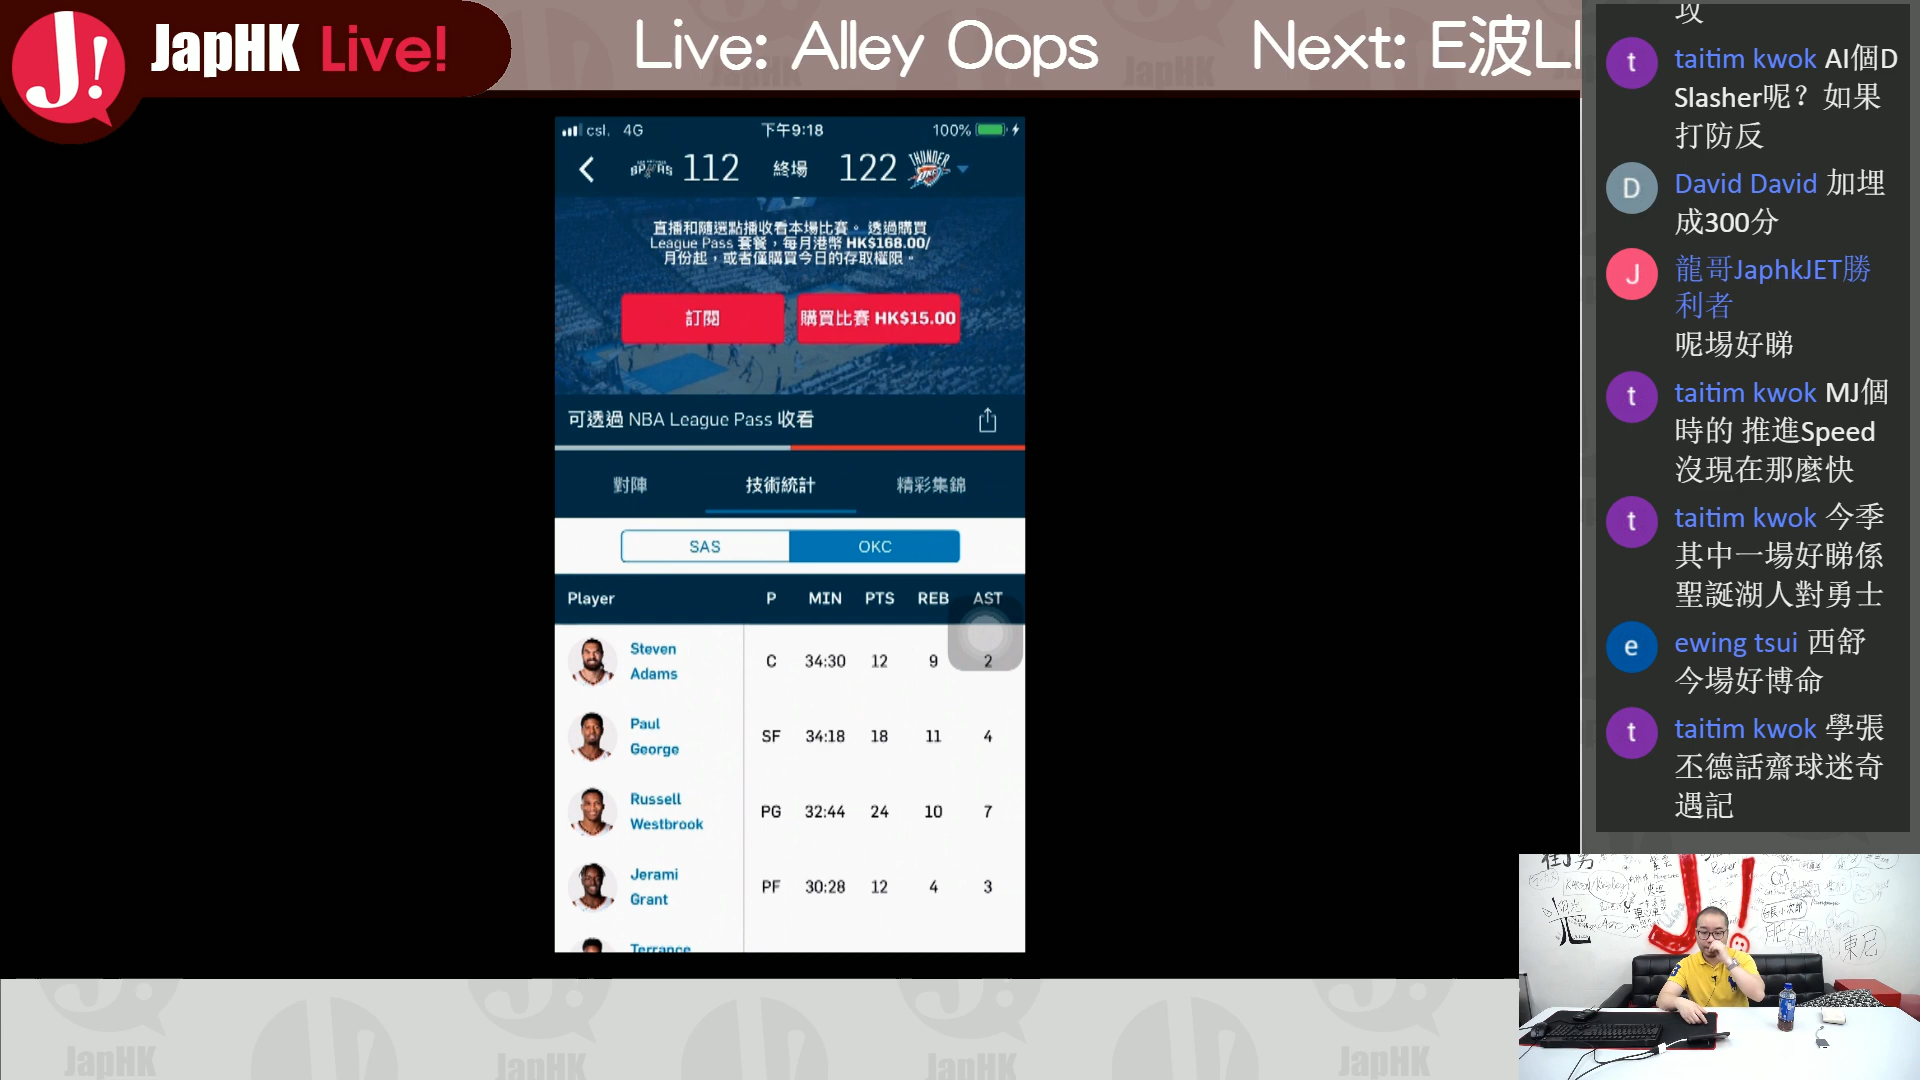 JapHK Live!
Live: Alley Oops
Next: E波LI
csl. 4G
下午9:18
100%
SPURS 112 終場 122 THUNDER OKC
直播和隨選點播收看本場比賽。透過購買
League Pass 套餐，每月港幣 HK$168.00/
月份起，或者僅購買今日的存取權限。
訂閱
購買比賽 HK$15.00
可透過 NBA League Pass 收看
對陣 技術統計 精彩集錦
SAS OKC
Player P MIN PTS REB AST
Steven
Adams
C 34:30 12 9 2
Paul
George
SF 34:18 18 11 4
Russell
Westbrook
PG 32:44 24 10 7
Jerami
Grant
PF 30:28 12 4 3
Terrance
攻
taitim kwok AI個D
Slasher呢？如果
打防反
David David 加埋
成300分
龍哥JaphkJET勝
利者
呢場好睇
taitim kwok MJ個
時的 推進Speed
沒現在那麼快
taitim kwok 今季
其中一場好睇係
聖誕湖人對勇士
ewing tsui 西舒
今場好博命
taitim kwok 學張
丕德話齋球迷奇
遇記
JapHK
JapHK
JapHK
JapHK
東尼